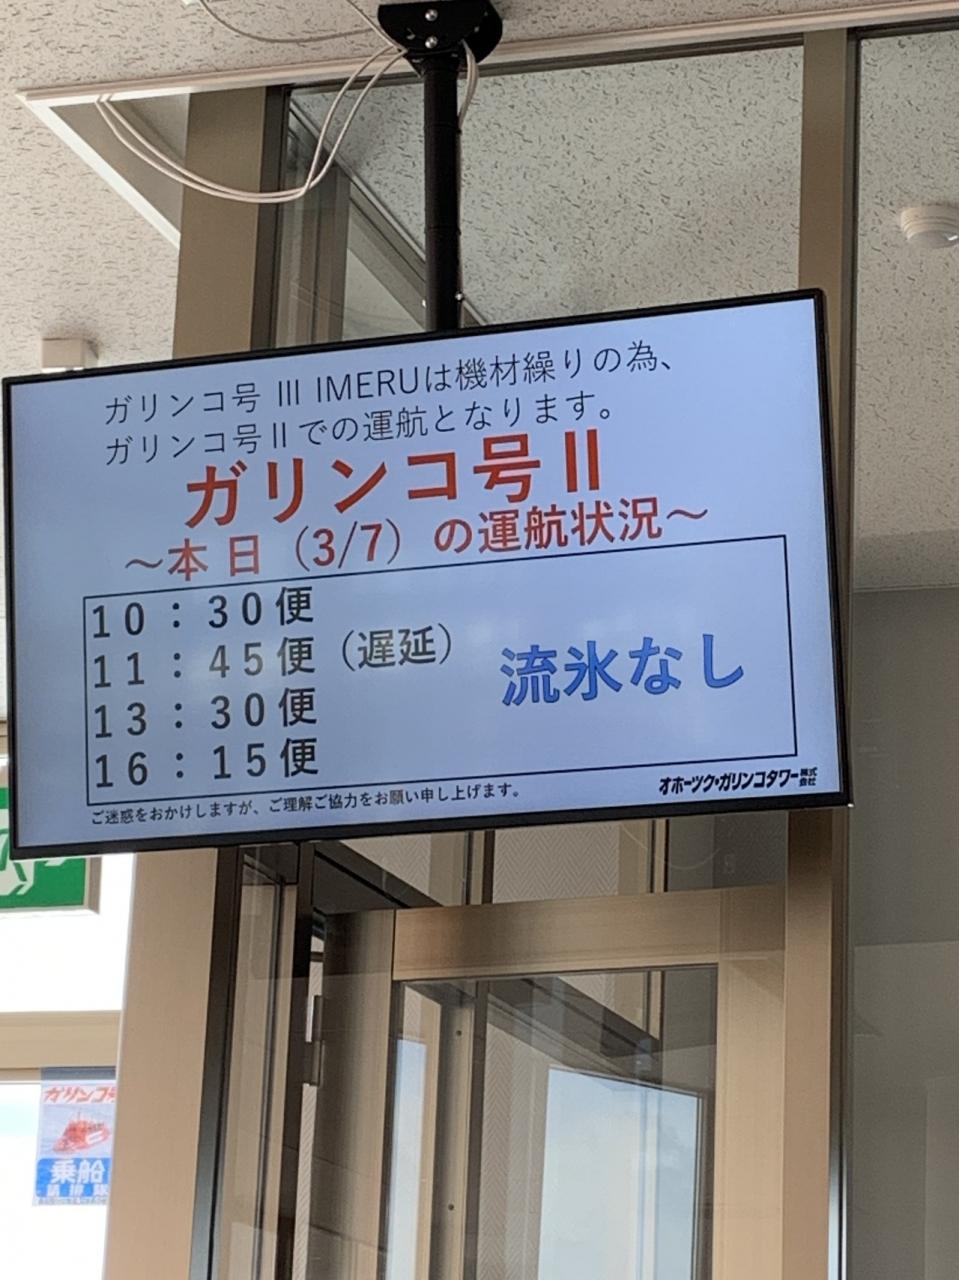 ガリンコ号 III IMERUは機材繰りの為、
ガリンコ号IIでの運航となります。
ガリンコ号II
～本日（3/7）の運航状況～
10：30便
11：45便（遅延）
13：30便
16：15便
流氷なし
ご迷惑をおかけしますが、ご理解ご協力をお願い申し上げます。
オホーツク・ガリンコタワー株式会社
ガリンコ号
乗船